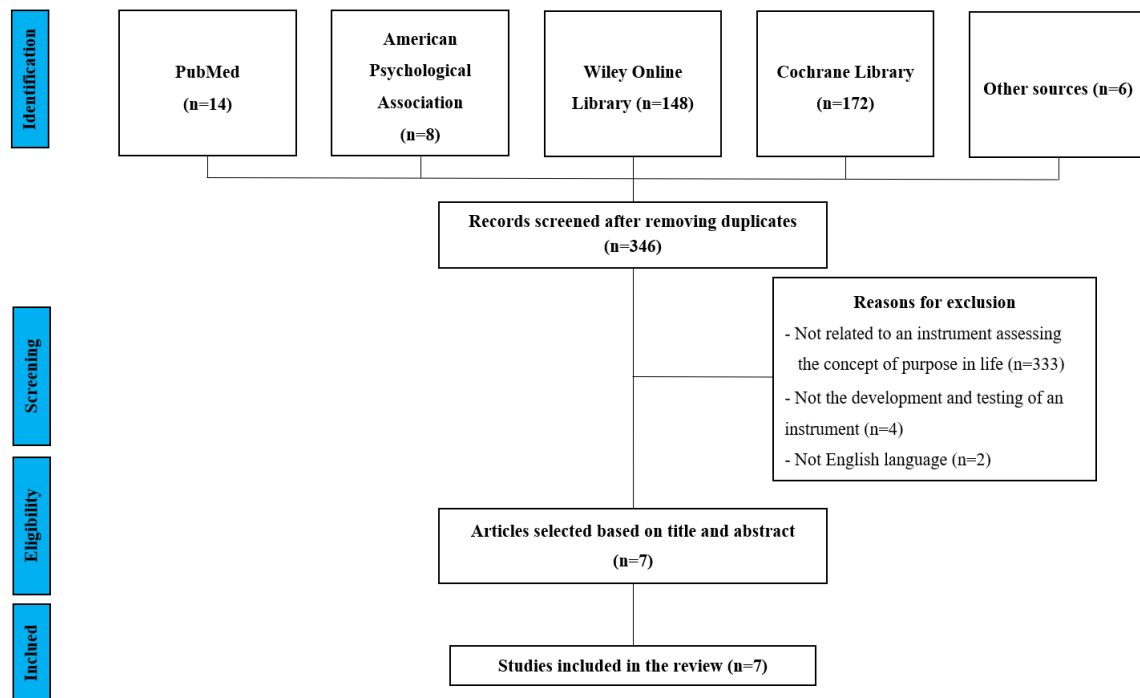 Identification
PubMed
(n=14)
American
Psychological
Association
(n=8)
Wiley Online
Library (n=148)
Cochrane Library
(n=172)
Other sources (n=6)
Records screened after removing duplicates
(n=346)
Screening
Reasons for exclusion
- Not related to an instrument assessing
the concept of purpose in life (n=333)
- Not the development and testing of an
instrument (n=4)
- Not English language (n=2)
Eligibility
Articles selected based on title and abstract
(n=7)
Inclued
Studies included in the review (n=7)